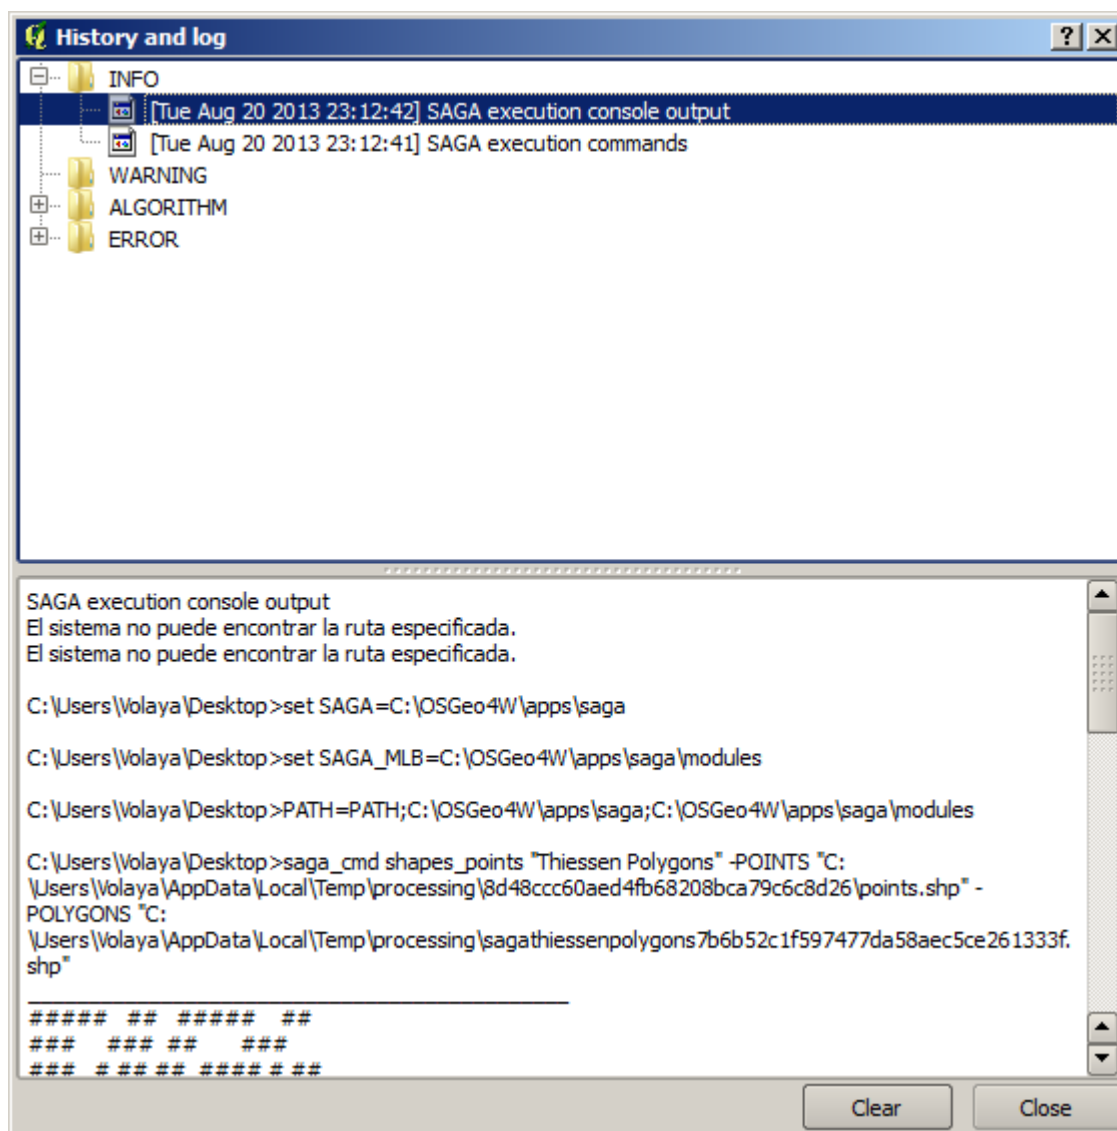 History and log
INFO
[Tue Aug 20 2013 23:12:42] SAGA execution console output
[Tue Aug 20 2013 23:12:41] SAGA execution commands
WARNING
ALGORITHM
ERROR
SAGA execution console output
El sistema no puede encontrar la ruta especificada.
El sistema no puede encontrar la ruta especificada.
C:\Users\Volaya\Desktop>set SAGA=C:\OSGeo4W\apps\saga
C:\Users\Volaya\Desktop>set SAGA_MLB=C:\OSGeo4W\apps\saga\modules
C:\Users\Volaya\Desktop>PATH=PATH;C:\OSGeo4W\apps\saga;C:\OSGeo4W\apps\saga\modules
C:\Users\Volaya\Desktop>saga_cmd shapes_points "Thiessen Polygons" -POINTS "C:
\Users\Volaya\AppData\Local\Temp\processing\8d48ccc60aed4fb68208bca79c6c8d26\points.shp" -
POLYGONS "C:
\Users\Volaya\AppData\Local\Temp\processing\sagathiessenpolygons7b6b52c1f597477da58aec5ce261333f.
shp"
_____________________________________________
##### ## ##### ##
### ### ## ###
### # ## ## #### # ##
Clear Close